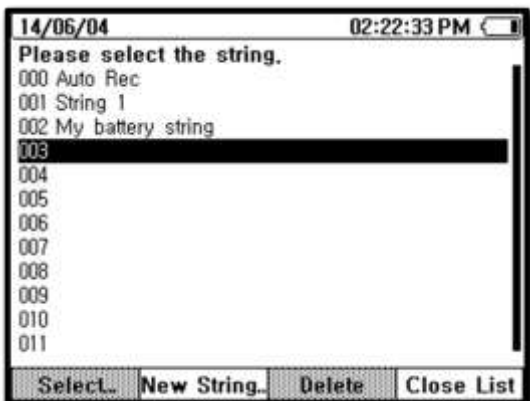 14/06/04 02:22:33 PM
Please select the string.
000 Auto Rec
001 String 1
002 My battery string
003
004
005
006
007
008
009
010
011
Select.. New String.. Delete Close List